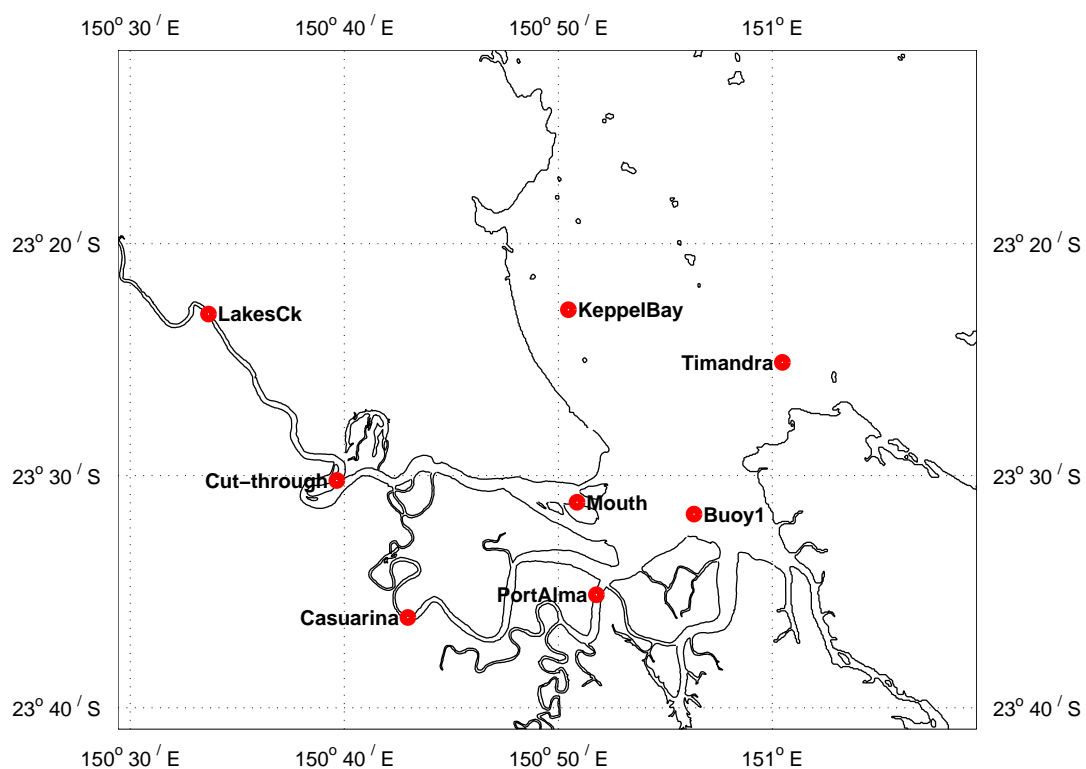 150° 30′ E 150° 40′ E 150° 50′ E 151° E
23° 20′ S 23° 20′ S
LakesCk KeppelBay
Timandra
Cut-through 23° 30′ S 23° 30′ S
Mouth Buoy1
PortAlma
Casuarina
23° 40′ S 23° 40′ S
150° 30′ E 150° 40′ E 150° 50′ E 151° E